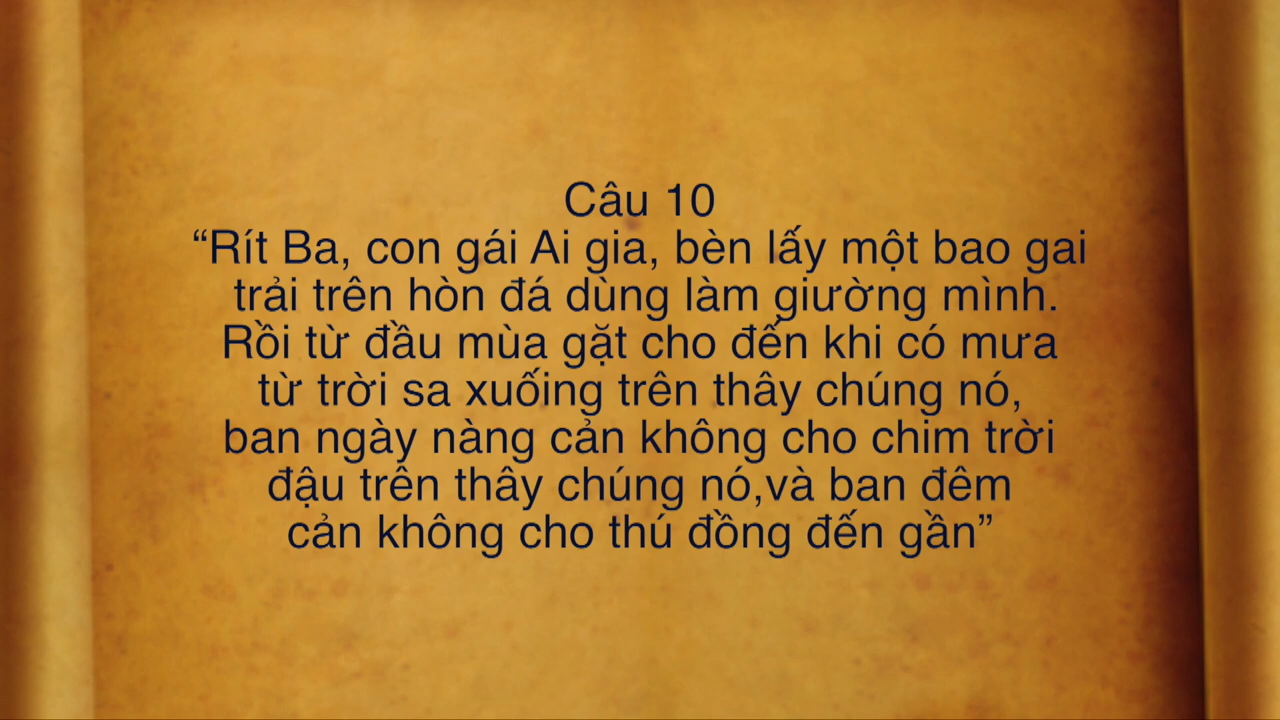 Câu 10
“Rít Ba, con gái Ai gia, bèn lấy một bao gai
trải trên hòn đá dùng làm giường mình.
Rồi từ đầu mùa gặt cho đến khi có mưa
từ trời sa xuống trên thây chúng nó,
ban ngày nàng cản không cho chim trời
đậu trên thây chúng nó,và ban đêm
cản không cho thú đồng đến gần”